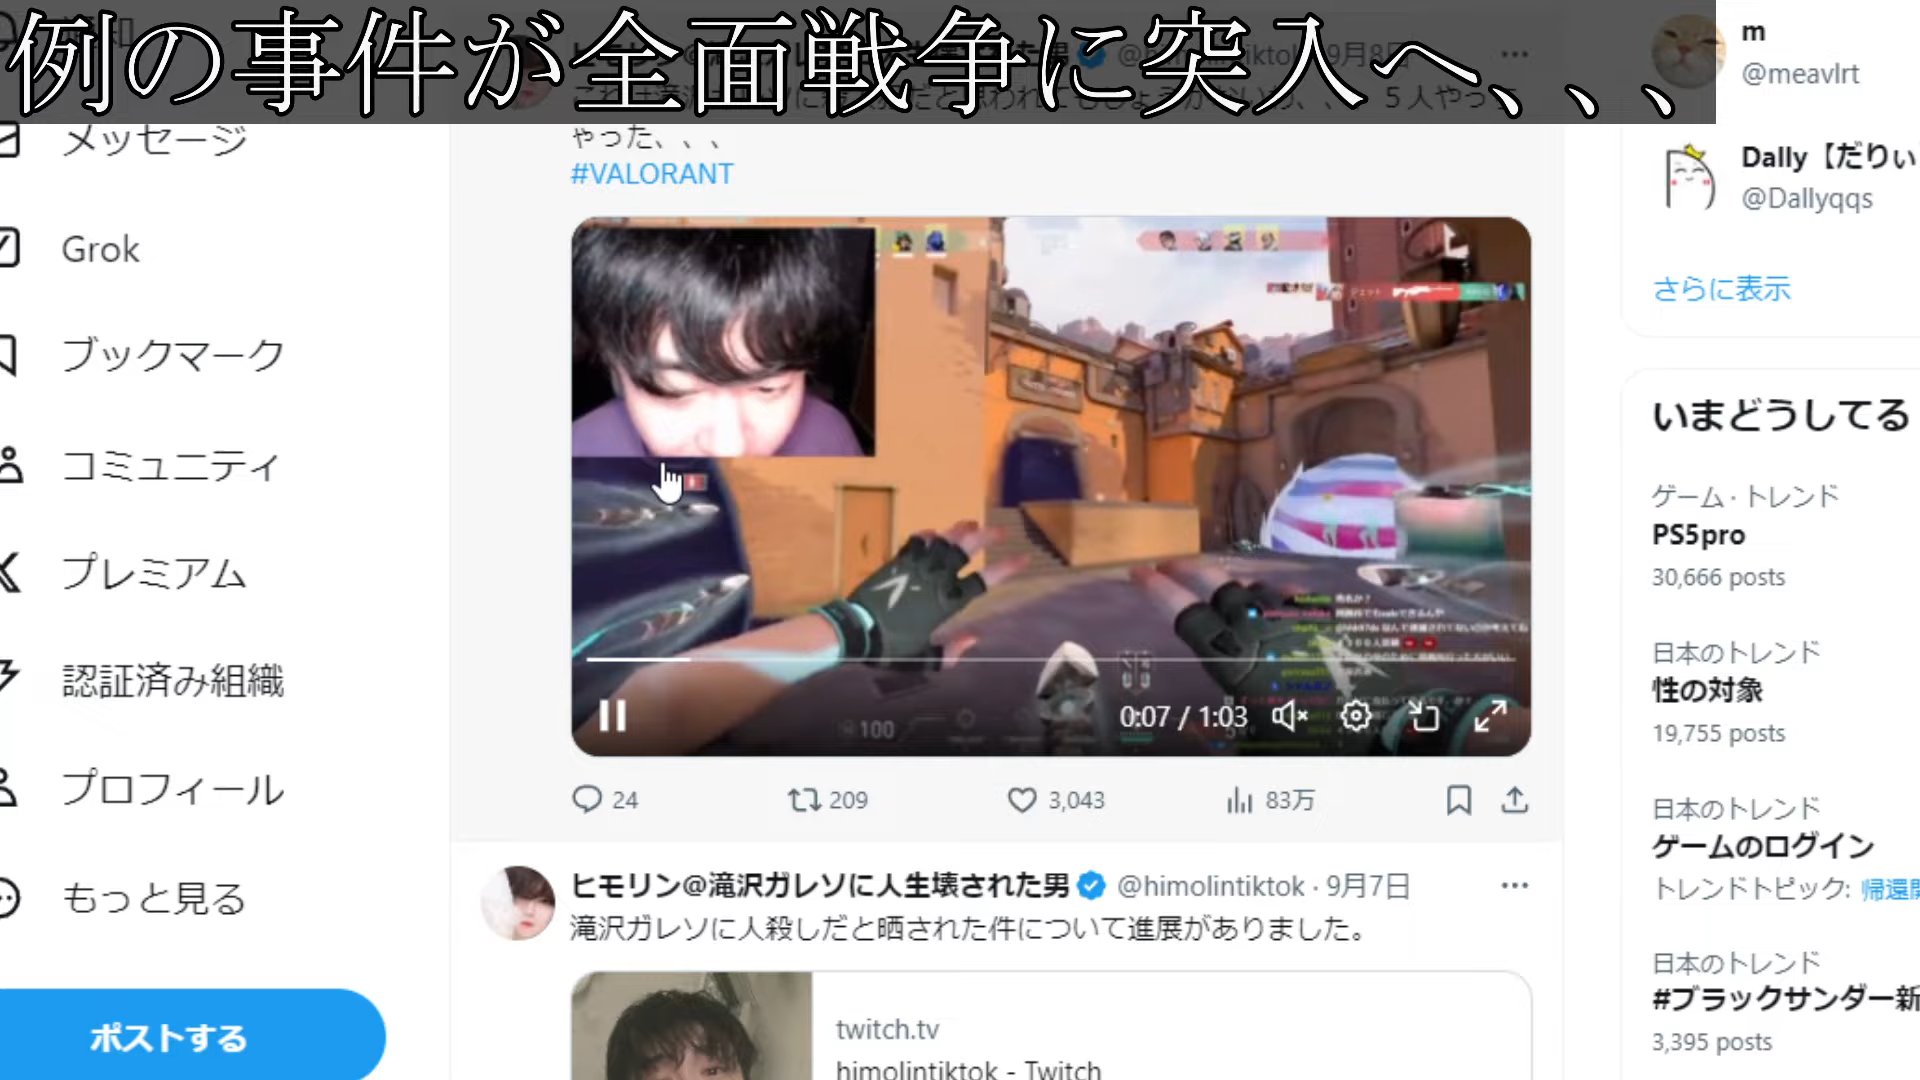 例の事件が全面戦争に突入へ、、、
メッセージ
Grok
ブックマーク
コミュニティ
プレミアム
認証済み組織
プロフィール
もっと見る
ポストする
やった、、、
#VALORANT
100
0:07 / 1:03
24
209
3,043
83万
ヒモリン@滝沢ガレソに人生壊された男 @himolintiktok · 9月7日
滝沢ガレソに人殺しだと晒された件について進展がありました。
twitch.tv
himolintiktok - Twitch
m
@meavlrt
Dally【だりぃ
@Dallyqqs
さらに表示
いまどうしてる
ゲーム · トレンド
PS5pro
30,666 posts
日本のトレンド
性の対象
19,755 posts
日本のトレンド
ゲームのログイン
トレンドトピック: 帰還
日本のトレンド
#ブラックサンダー新
3,395 posts